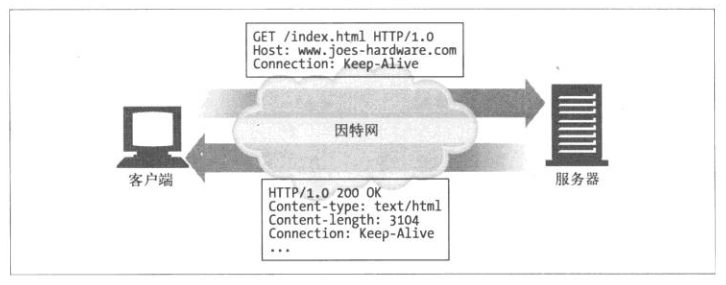 GET /index.html HTTP/1.0
Host: www.joes-hardware.com
Connection: Keep-Alive
因特网
客户端
服务器
HTTP/1.0 200 OK
Content-type: text/html
Content-length: 3104
Connection: Keep-Alive
...